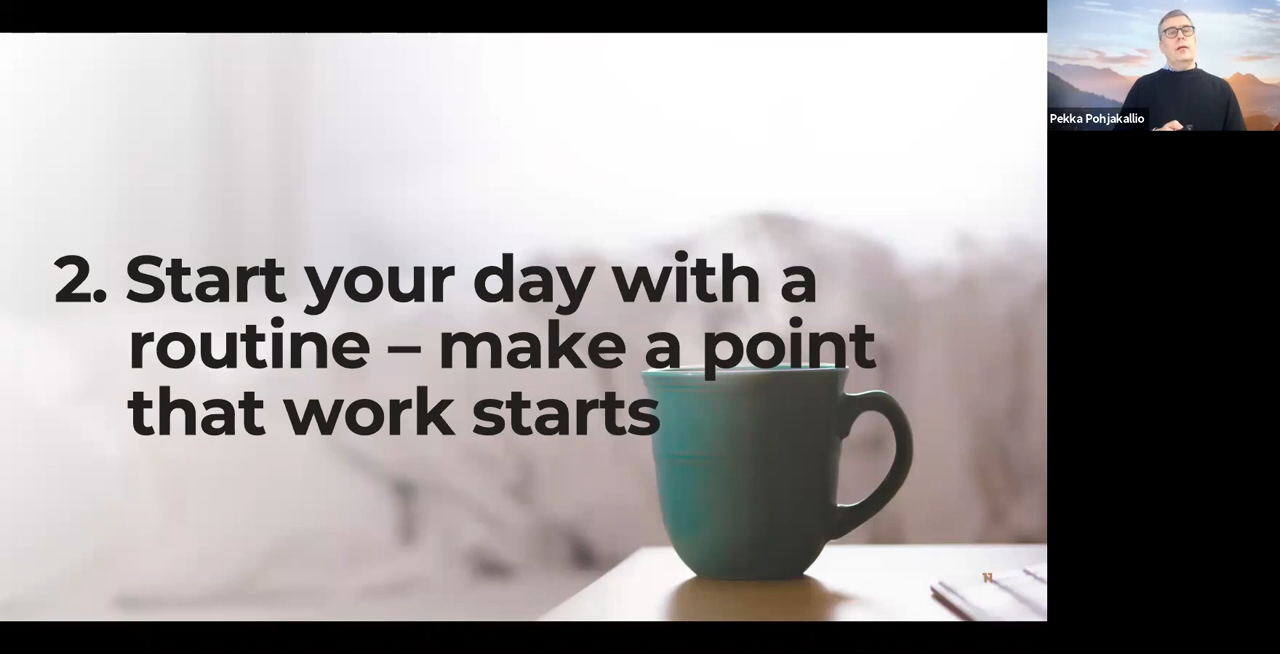 2. Start your day with a
routine – make a point
that work starts
Pekka Pohjakallio